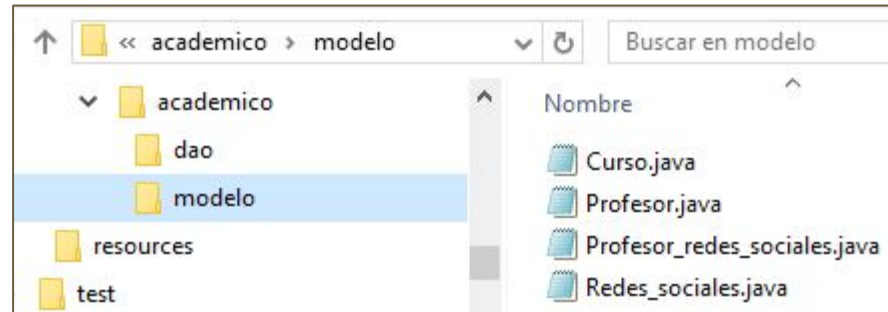 « academico > modelo
Buscar en modelo
academico
dao
modelo
resources
test
Nombre
Curso.java
Profesor.java
Profesor_redes_sociales.java
Redes_sociales.java